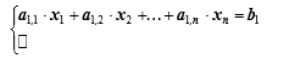 a₁,₁ · x₁ + a₁,₂ · x₂ +...+ a₁,ₙ · xₙ = b₁